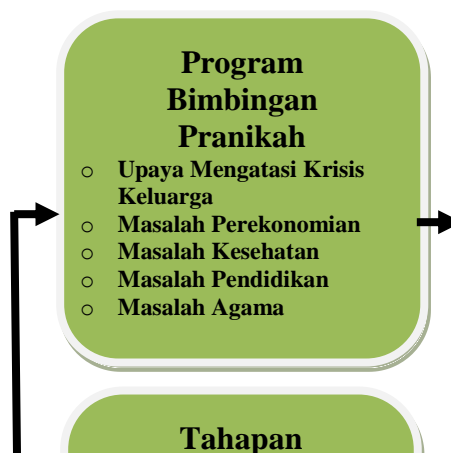 Program
Bimbingan
Pranikah
o Upaya Mengatasi Krisis
Keluarga
o Masalah Perekonomian
o Masalah Kesehatan
o Masalah Pendidikan
o Masalah Agama
Tahapan